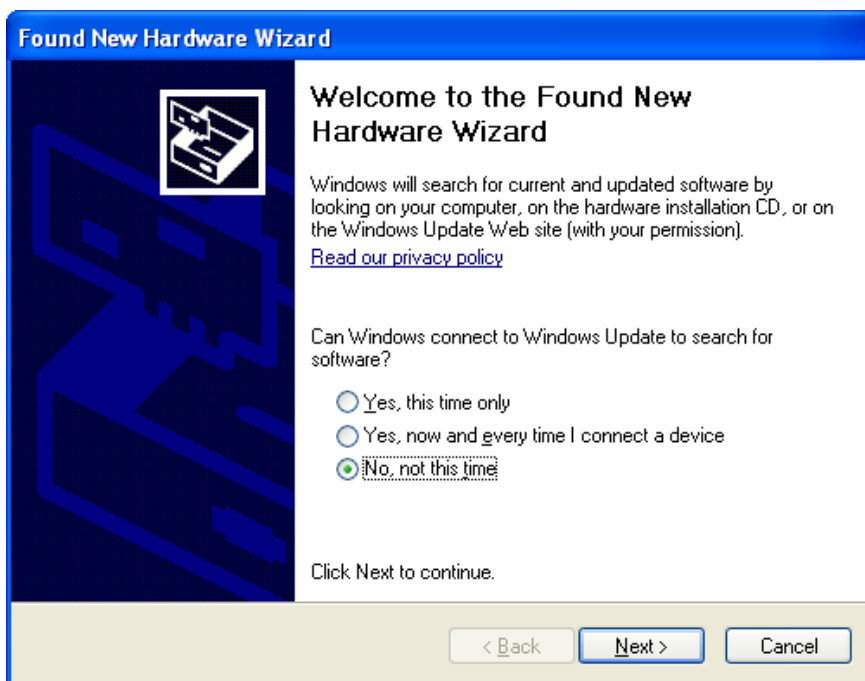 Found New Hardware Wizard
Welcome to the Found New
Hardware Wizard
Windows will search for current and updated software by
looking on your computer, on the hardware installation CD, or on
the Windows Update Web site (with your permission).
Read our privacy policy
Can Windows connect to Windows Update to search for
software?
Yes, this time only
Yes, now and every time I connect a device
No, not this time
Click Next to continue.
< Back Next > Cancel